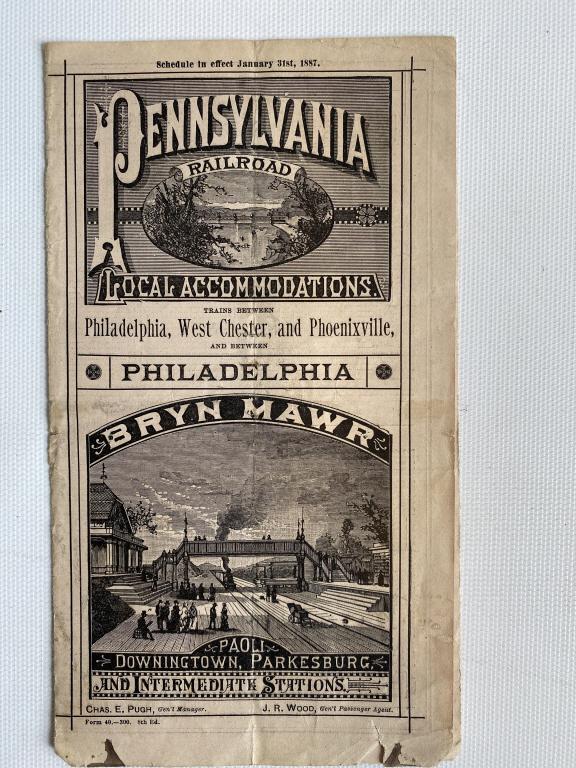 Schedule in effect January 31st, 1887.
PENNSYLVANIA
RAILROAD
LOCAL ACCOMMODATIONS.
TRAINS BETWEEN
Philadelphia, West Chester, and Phoenixville,
AND BETWEEN
PHILADELPHIA
BRYN MAWR
PAOLI
DOWNINGTOWN, PARKESBURG,
AND INTERMEDIATE STATIONS.
CHAS. E. PUGH, Gen'l Manager. J. R. WOOD, Gen'l Passenger Agent.
Form 40.—300. 8th Ed.